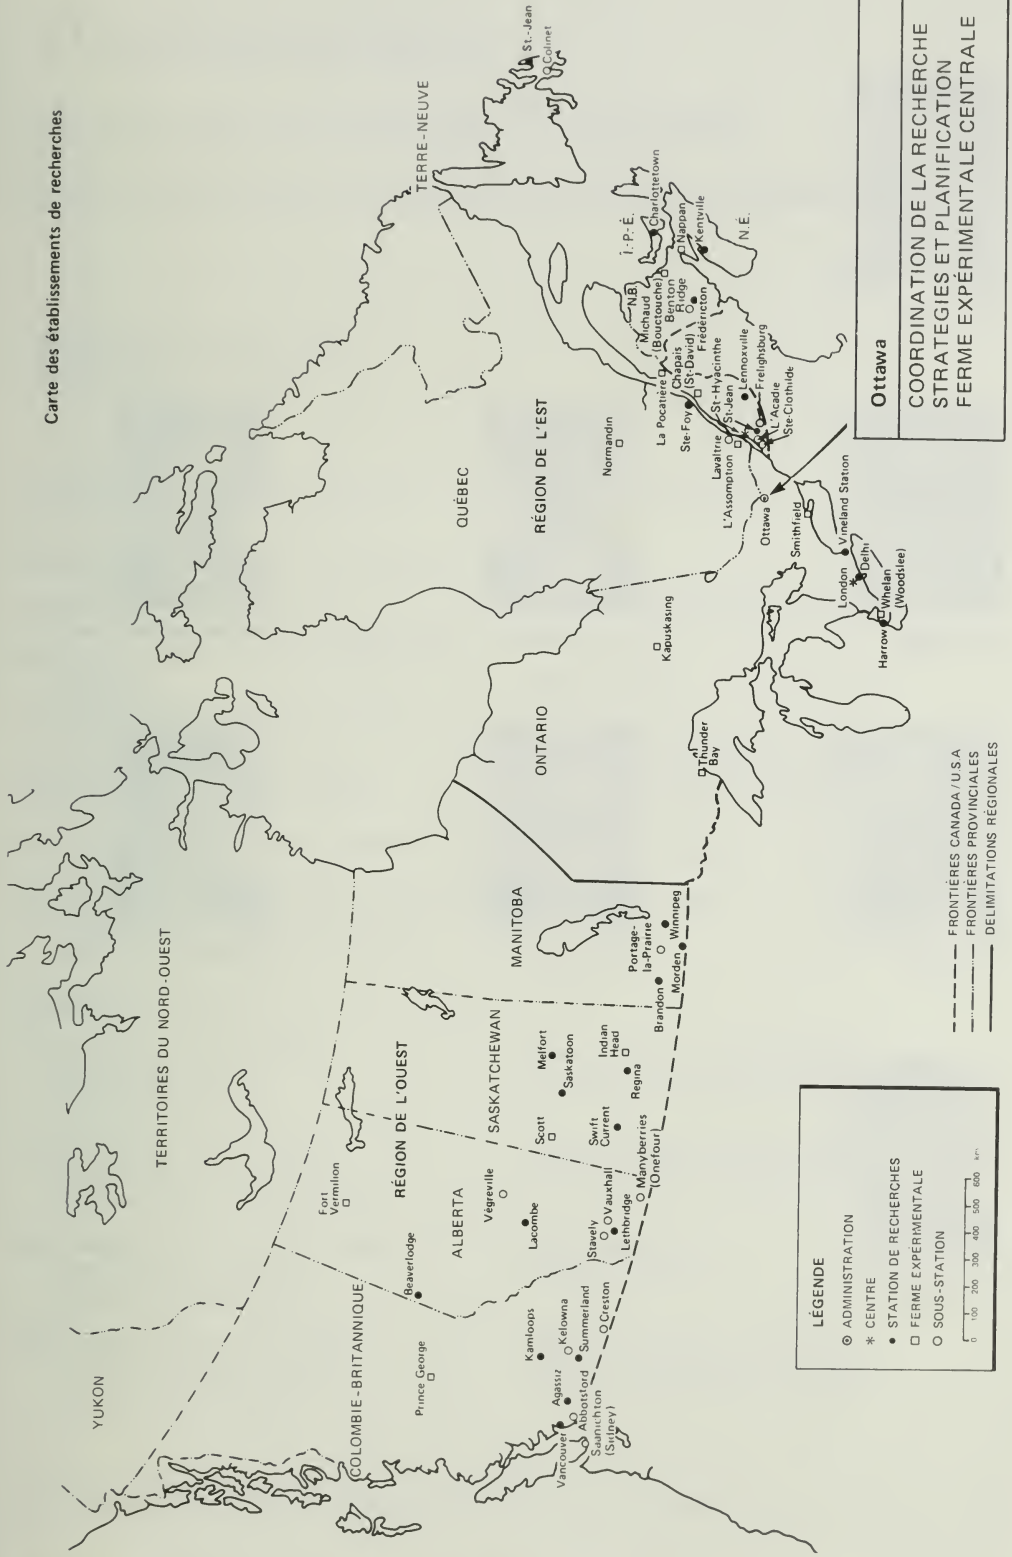 Carte des établissements de recherches
YUKON
TERRITOIRES DU NORD-OUEST
COLOMBIE-BRITANNIQUE
Prince George
Kamloops
Kelowna
Summerland
Creston
Agassiz
Vancouver
Abbotsford
Saanichton
(Sidney)
RÉGION DE L'OUEST
ALBERTA
Fort
Vermilion
Beaverlodge
Végreville
Lacombe
Stavely
Vauxhall
Lethbridge
Manyberries
(Onefour)
SASKATCHEWAN
Melfort
Saskatoon
Scott
Swift
Current
Indian
Head
Regina
MANITOBA
Portage-
la-Prairie
Brandon
Winnipeg
Morden
ONTARIO
Thunder
Bay
Kapuskasing
Ottawa
Smithfield
Vineland Station
London
Delhi
Harrow
Whelan
(Woodslee)
QUÉBEC
RÉGION DE L'EST
Normandin
La Pocatière
Chapais
(St-David)
Ste-Foy
St-Hyacinthe
St-Jean
Lavaltrie
L'Assomption
Lennoxville
Frelighsburg
L'Acadie
Ste-Clothilde
N.B.
Michaud
(Bouctouche)
Benton
Ridge
Frédéricton
Î.-P.-É.
Charlottetown
Nappan
Kentville
N.É.
TERRE-NEUVE
St.-Jean
Colinet
Ottawa
COORDINATION DE LA RECHERCHE
STRATÉGIES ET PLANIFICATION
FERME EXPÉRIMENTALE CENTRALE
FRONTIÈRES CANADA/U.S.A
FRONTIÈRES PROVINCIALES
DÉLIMITATIONS RÉGIONALES
LÉGENDE
ADMINISTRATION
CENTRE
STATION DE RECHERCHES
FERME EXPÉRIMENTALE
SOUS-STATION
0 100 200 300 400 500 600 km